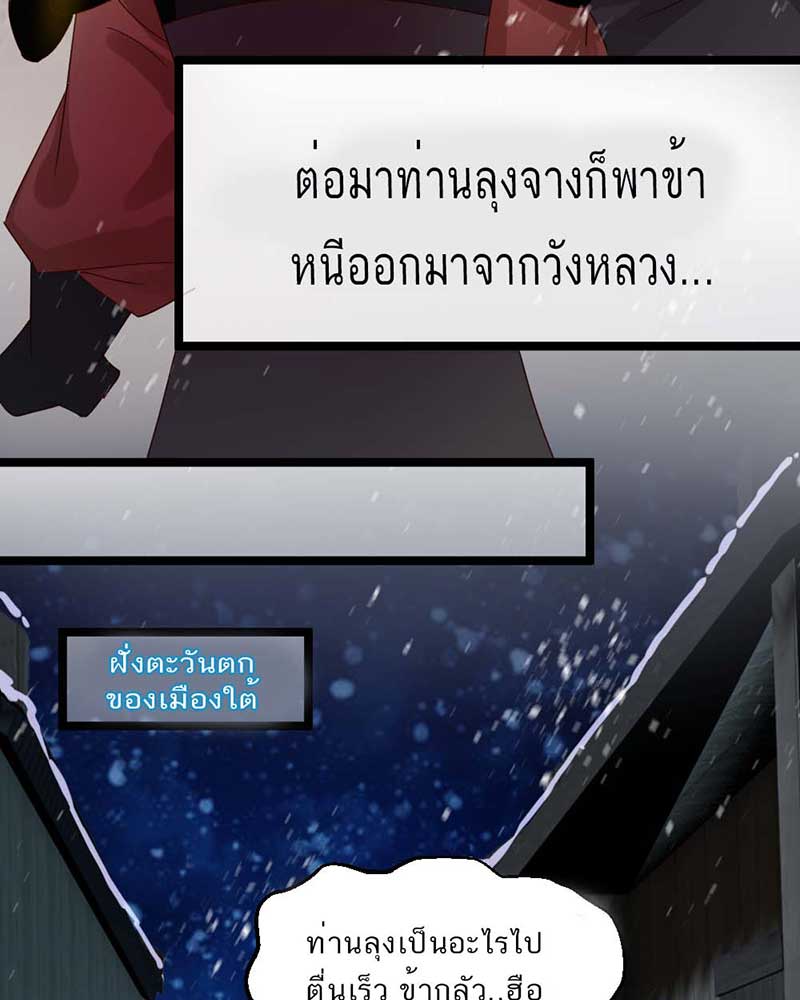 ต่อมาท่านลุงจางก็พาข้า
หนีออกมาจากวังหลวง...
ฝั่งตะวันตก
ของเมืองใต้
ท่านลุงเป็นอะไรไป
ตื่นเร็ว ข้ากลัว..ฮือ